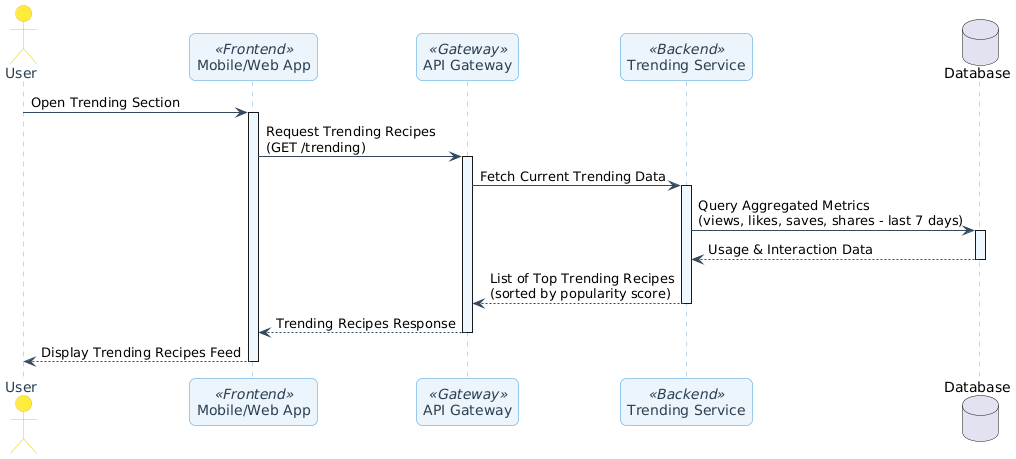 User
«Frontend»
Mobile/Web App
«Gateway»
API Gateway
«Backend»
Trending Service
Database
Open Trending Section
Request Trending Recipes
(GET /trending)
Fetch Current Trending Data
Query Aggregated Metrics
(views, likes, saves, shares - last 7 days)
Usage & Interaction Data
List of Top Trending Recipes
(sorted by popularity score)
Trending Recipes Response
Display Trending Recipes Feed
User
«Frontend»
Mobile/Web App
«Gateway»
API Gateway
«Backend»
Trending Service
Database